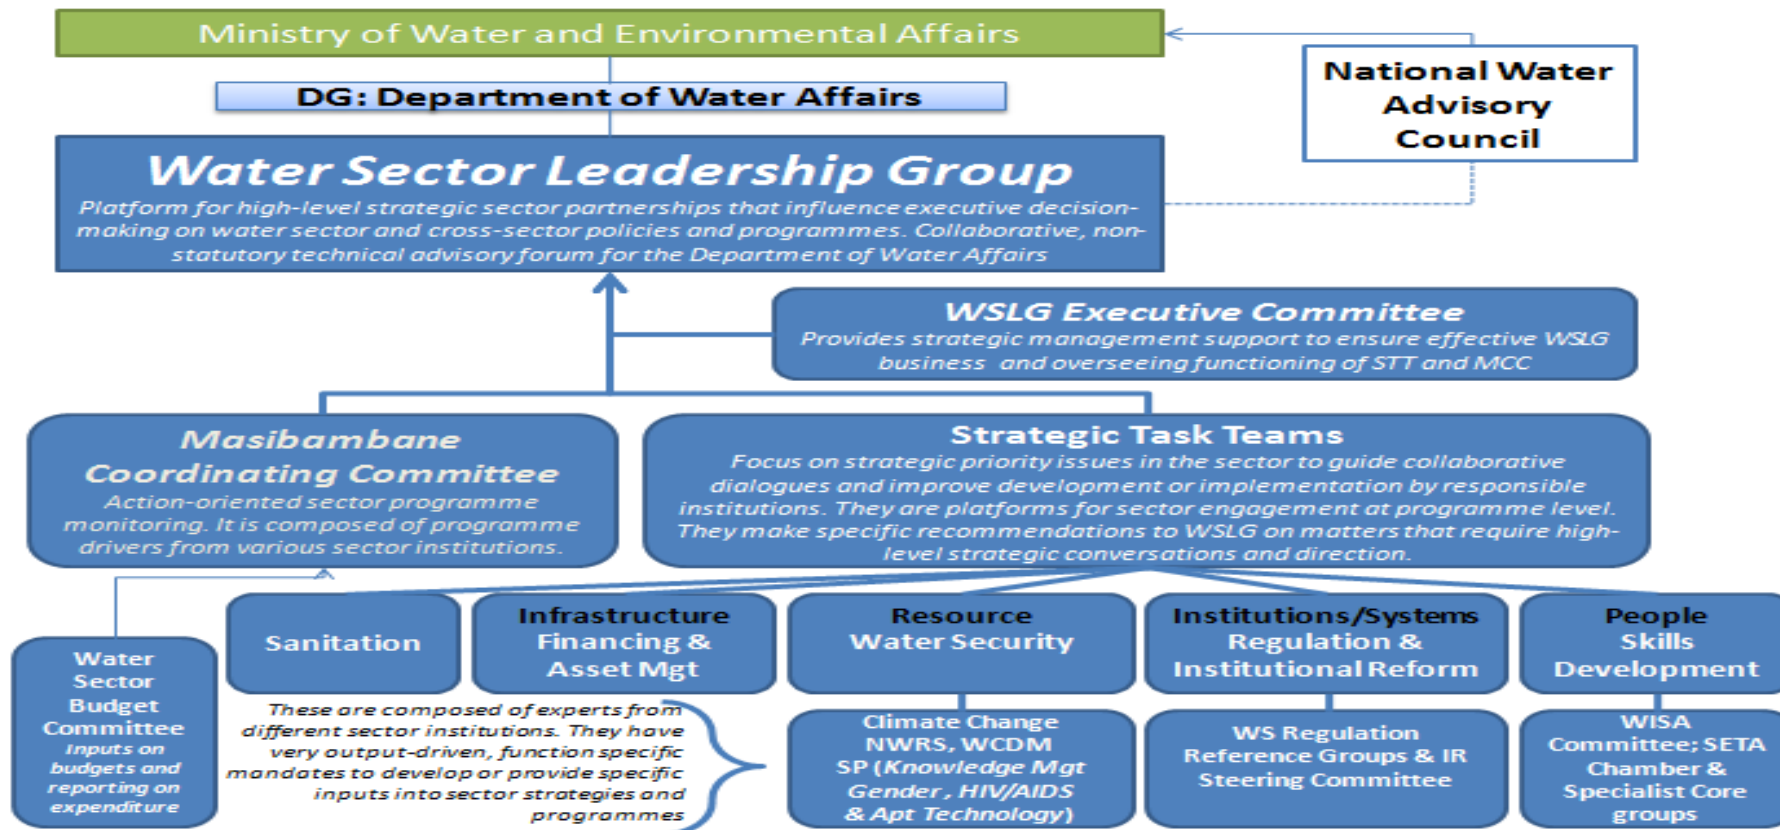 Ministry of Water and Environmental Affairs
DG: Department of Water Affairs
National Water
Advisory
Council
Water Sector Leadership Group
Platform for high-level strategic sector partnerships that influence executive decision-
making on water sector and cross-sector policies and programmes. Collaborative, non-
statutory technical advisory forum for the Department of Water Affairs
WSLG Executive Committee
Provides strategic management support to ensure effective WSLG
business and overseeing functioning of STT and MCC
Masibambane
Coordinating Committee
Action-oriented sector programme
monitoring. It is composed of programme
drivers from various sector institutions.
Strategic Task Teams
Focus on strategic priority issues in the sector to guide collaborative
dialogues and improve development or implementation by responsible
institutions. They are platforms for sector engagement at programme level.
They make specific recommendations to WSLG on matters that require high-
level strategic conversations and direction.
Water
Sector
Budget
Committee
Inputs on
budgets and
reporting on
expenditure
Sanitation
Infrastructure
Financing &
Asset Mgt
Resource
Water Security
Institutions/Systems
Regulation &
Institutional Reform
People
Skills
Development
These are composed of experts from
different sector institutions. They have
very output-driven, function specific
mandates to develop or provide specific
inputs into sector strategies and
programmes
Climate Change
NWRS, WCDM
SP (Knowledge Mgt
Gender , HIV/AIDS
& Apt Technology)
WS Regulation
Reference Groups & IR
Steering Committee
WISA
Committee; SETA
Chamber &
Specialist Core
groups